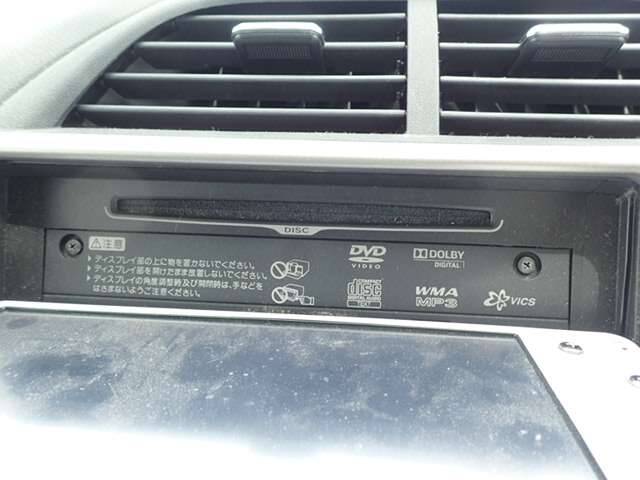 DISC
⚠注意
▶ディスプレイ部の上に物を置かないでください。
▶ディスプレイ部を開けたまま放置しないでください。
▶ディスプレイの角度調整時及び開閉時は、手などを
はさまないようご注意ください。
DVD
VIDEO
DOLBY
DIGITAL
COMPACT
disc
DIGITAL AUDIO
TEXT
WMA
MP3
VICS